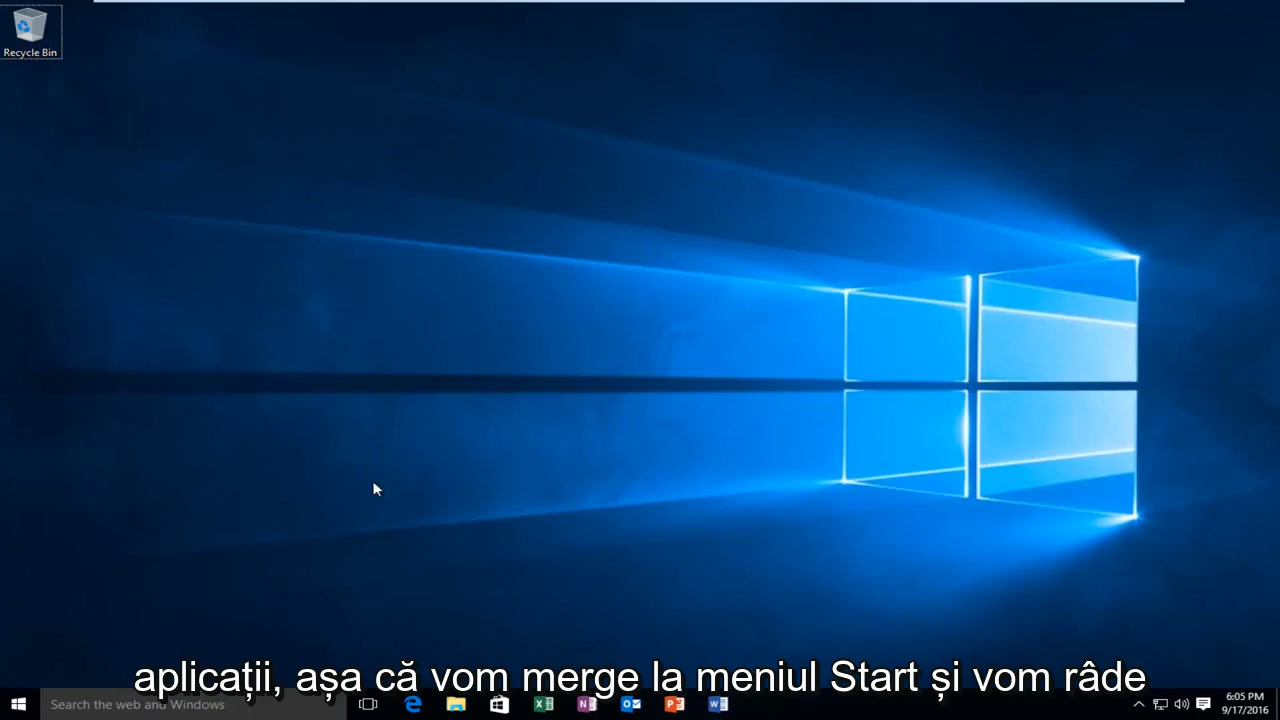 Recycle Bin
aplicații, așa că vom merge la meniul Start și vom râde
Search the web and Windows
6:05 PM
9/17/2016